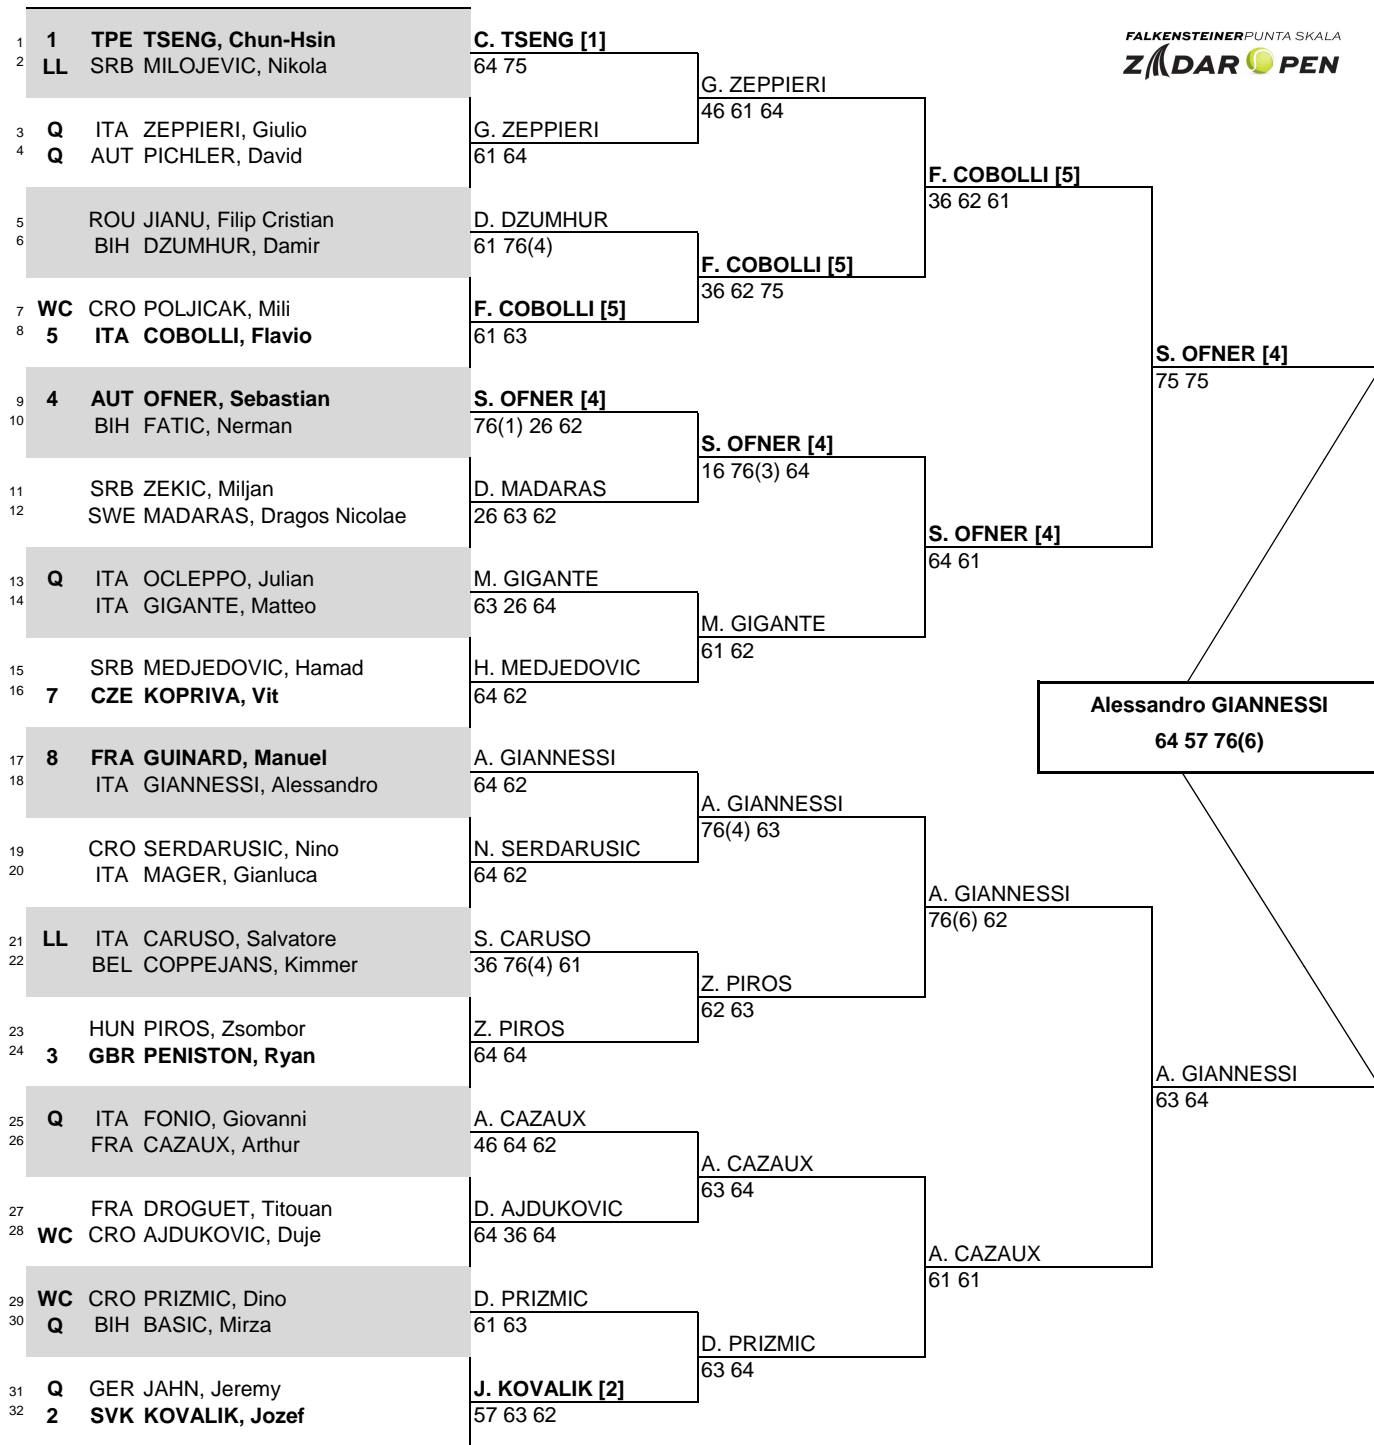 FALKENSTEINER PUNTA SKALA
ZADAR OPEN
1 1 TPE TSENG, Chun-Hsin
2 LL SRB MILOJEVIC, Nikola
3 Q ITA ZEPPIERI, Giulio
4 Q AUT PICHLER, David
5 ROU JIANU, Filip Cristian
6 BIH DZUMHUR, Damir
7 WC CRO POLJICAK, Mili
8 5 ITA COBOLLI, Flavio
9 4 AUT OFNER, Sebastian
10 BIH FATIC, Nerman
11 SRB ZEKIC, Miljan
12 SWE MADARAS, Dragos Nicolae
13 Q ITA OCLEPPO, Julian
14 ITA GIGANTE, Matteo
15 SRB MEDJEDOVIC, Hamad
16 7 CZE KOPRIVA, Vit
17 8 FRA GUINARD, Manuel
18 ITA GIANNESSI, Alessandro
19 CRO SERDARUSIC, Nino
20 ITA MAGER, Gianluca
21 LL ITA CARUSO, Salvatore
22 BEL COPPEJANS, Kimmer
23 HUN PIROS, Zsombor
24 3 GBR PENISTON, Ryan
25 Q ITA FONIO, Giovanni
26 FRA CAZAUX, Arthur
27 FRA DROGUET, Titouan
28 WC CRO AJDUKOVIC, Duje
29 WC CRO PRIZMIC, Dino
30 Q BIH BASIC, Mirza
31 Q GER JAHN, Jeremy
32 2 SVK KOVALIK, Jozef
C. TSENG [1]
64 75
G. ZEPPIERI
61 64
D. DZUMHUR
61 76(4)
F. COBOLLI [5]
61 63
S. OFNER [4]
76(1) 26 62
D. MADARAS
26 63 62
M. GIGANTE
63 26 64
H. MEDJEDOVIC
64 62
A. GIANNESSI
64 62
N. SERDARUSIC
64 62
S. CARUSO
36 76(4) 61
Z. PIROS
64 64
A. CAZAUX
46 64 62
D. AJDUKOVIC
64 36 64
D. PRIZMIC
61 63
J. KOVALIK [2]
57 63 62
G. ZEPPIERI
46 61 64
F. COBOLLI [5]
36 62 75
S. OFNER [4]
16 76(3) 64
M. GIGANTE
61 62
A. GIANNESSI
76(4) 63
Z. PIROS
62 63
A. CAZAUX
63 64
D. PRIZMIC
63 64
F. COBOLLI [5]
36 62 61
S. OFNER [4]
64 61
A. GIANNESSI
76(6) 62
A. CAZAUX
61 61
S. OFNER [4]
75 75
A. GIANNESSI
63 64
Alessandro GIANNESSI
64 57 76(6)